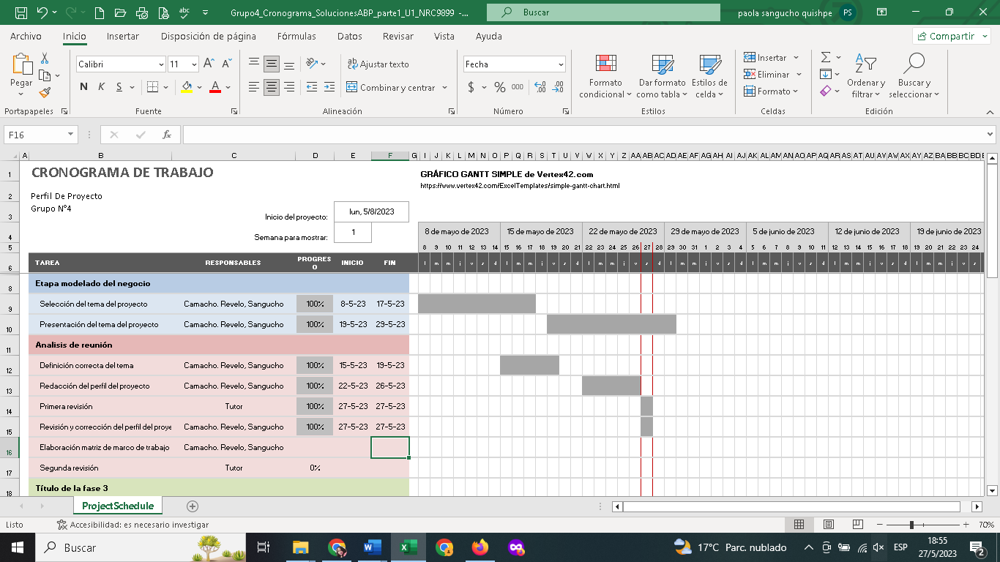 Grupo4_Cronograma_SolucionesABP_parte1_U1_NRC9899 -...
Buscar
paola sangucho quishpe
PS
Archivo Inicio Insertar Disposición de página Fórmulas Datos Revisar Vista Ayuda
Compartir
Pegar
Calibri 11
N K S
Ajustar texto
Combinar y centrar
Fecha
$ % 000
Formato condicional
Dar formato como tabla
Estilos de celda
Insertar
Eliminar
Formato
Ordenar y filtrar
Buscar y seleccionar
Portapapeles Fuente Alineación Número Estilos Celdas Edición
F16
fx
A B C D E F G I J K L M N O P Q R S T U V W X Y Z AA AB AC AD AE AF AG AH AI AJ AK AL AM AN AO AP AQ AR AS AT AU AV AW AX AY AZ BA BB BC BD
1 CRONOGRAMA DE TRABAJO GRÁFICO GANTT SIMPLE de Vertex42.com
https://www.vertex42.com/ExcelTemplates/simple-gantt-chart.html
2 Perfil De Proyecto
Grupo N°4
3 Inicio del proyecto: lun, 5/8/2023
4 Semana para mostrar: 1 8 de mayo de 2023 15 de mayo de 2023 22 de mayo de 2023 29 de mayo de 2023 5 de junio de 2023 12 de junio de 2023 19 de junio de 2023
5 8 9 10 11 12 13 14 15 16 17 18 19 20 21 22 23 24 25 26 27 28 29 30 31 1 2 3 4 5 6 7 8 9 10 11 12 13 14 15 16 17 18 19 20 21 22 23 24
6 TAREA RESPONSABLES PROGRESO INICIO FIN l m m j v s d l m m j v s d l m m j v s d l m m j v s d l m m j v s d l m m j v s d l m m j v s
8 Etapa modelado del negocio
9 Selección del tema del proyecto Camacho. Revelo, Sangucho 100% 8-5-23 17-5-23
10 Presentación del tema del proyecto Camacho. Revelo, Sangucho 100% 19-5-23 29-5-23
11 Analisis de reunión
12 Definición correcta del tema Camacho. Revelo, Sangucho 100% 15-5-23 19-5-23
13 Redacción del perfil del proyecto Camacho. Revelo, Sangucho 100% 22-5-23 26-5-23
14 Primera revisión Tutor 100% 27-5-23 27-5-23
15 Revisión y corrección del perfil del proye Camacho. Revelo, Sangucho 100% 27-5-23 27-5-23
16 Elaboración matriz de marco de trabajo Camacho. Revelo, Sangucho
17 Segunda revisión Tutor 0%
18 Título de la fase 3
ProjectSchedule
Listo Accesibilidad: es necesario investigar 70%
Buscar
17°C Parc. nublado
ESP
18:55
27/5/2023
2